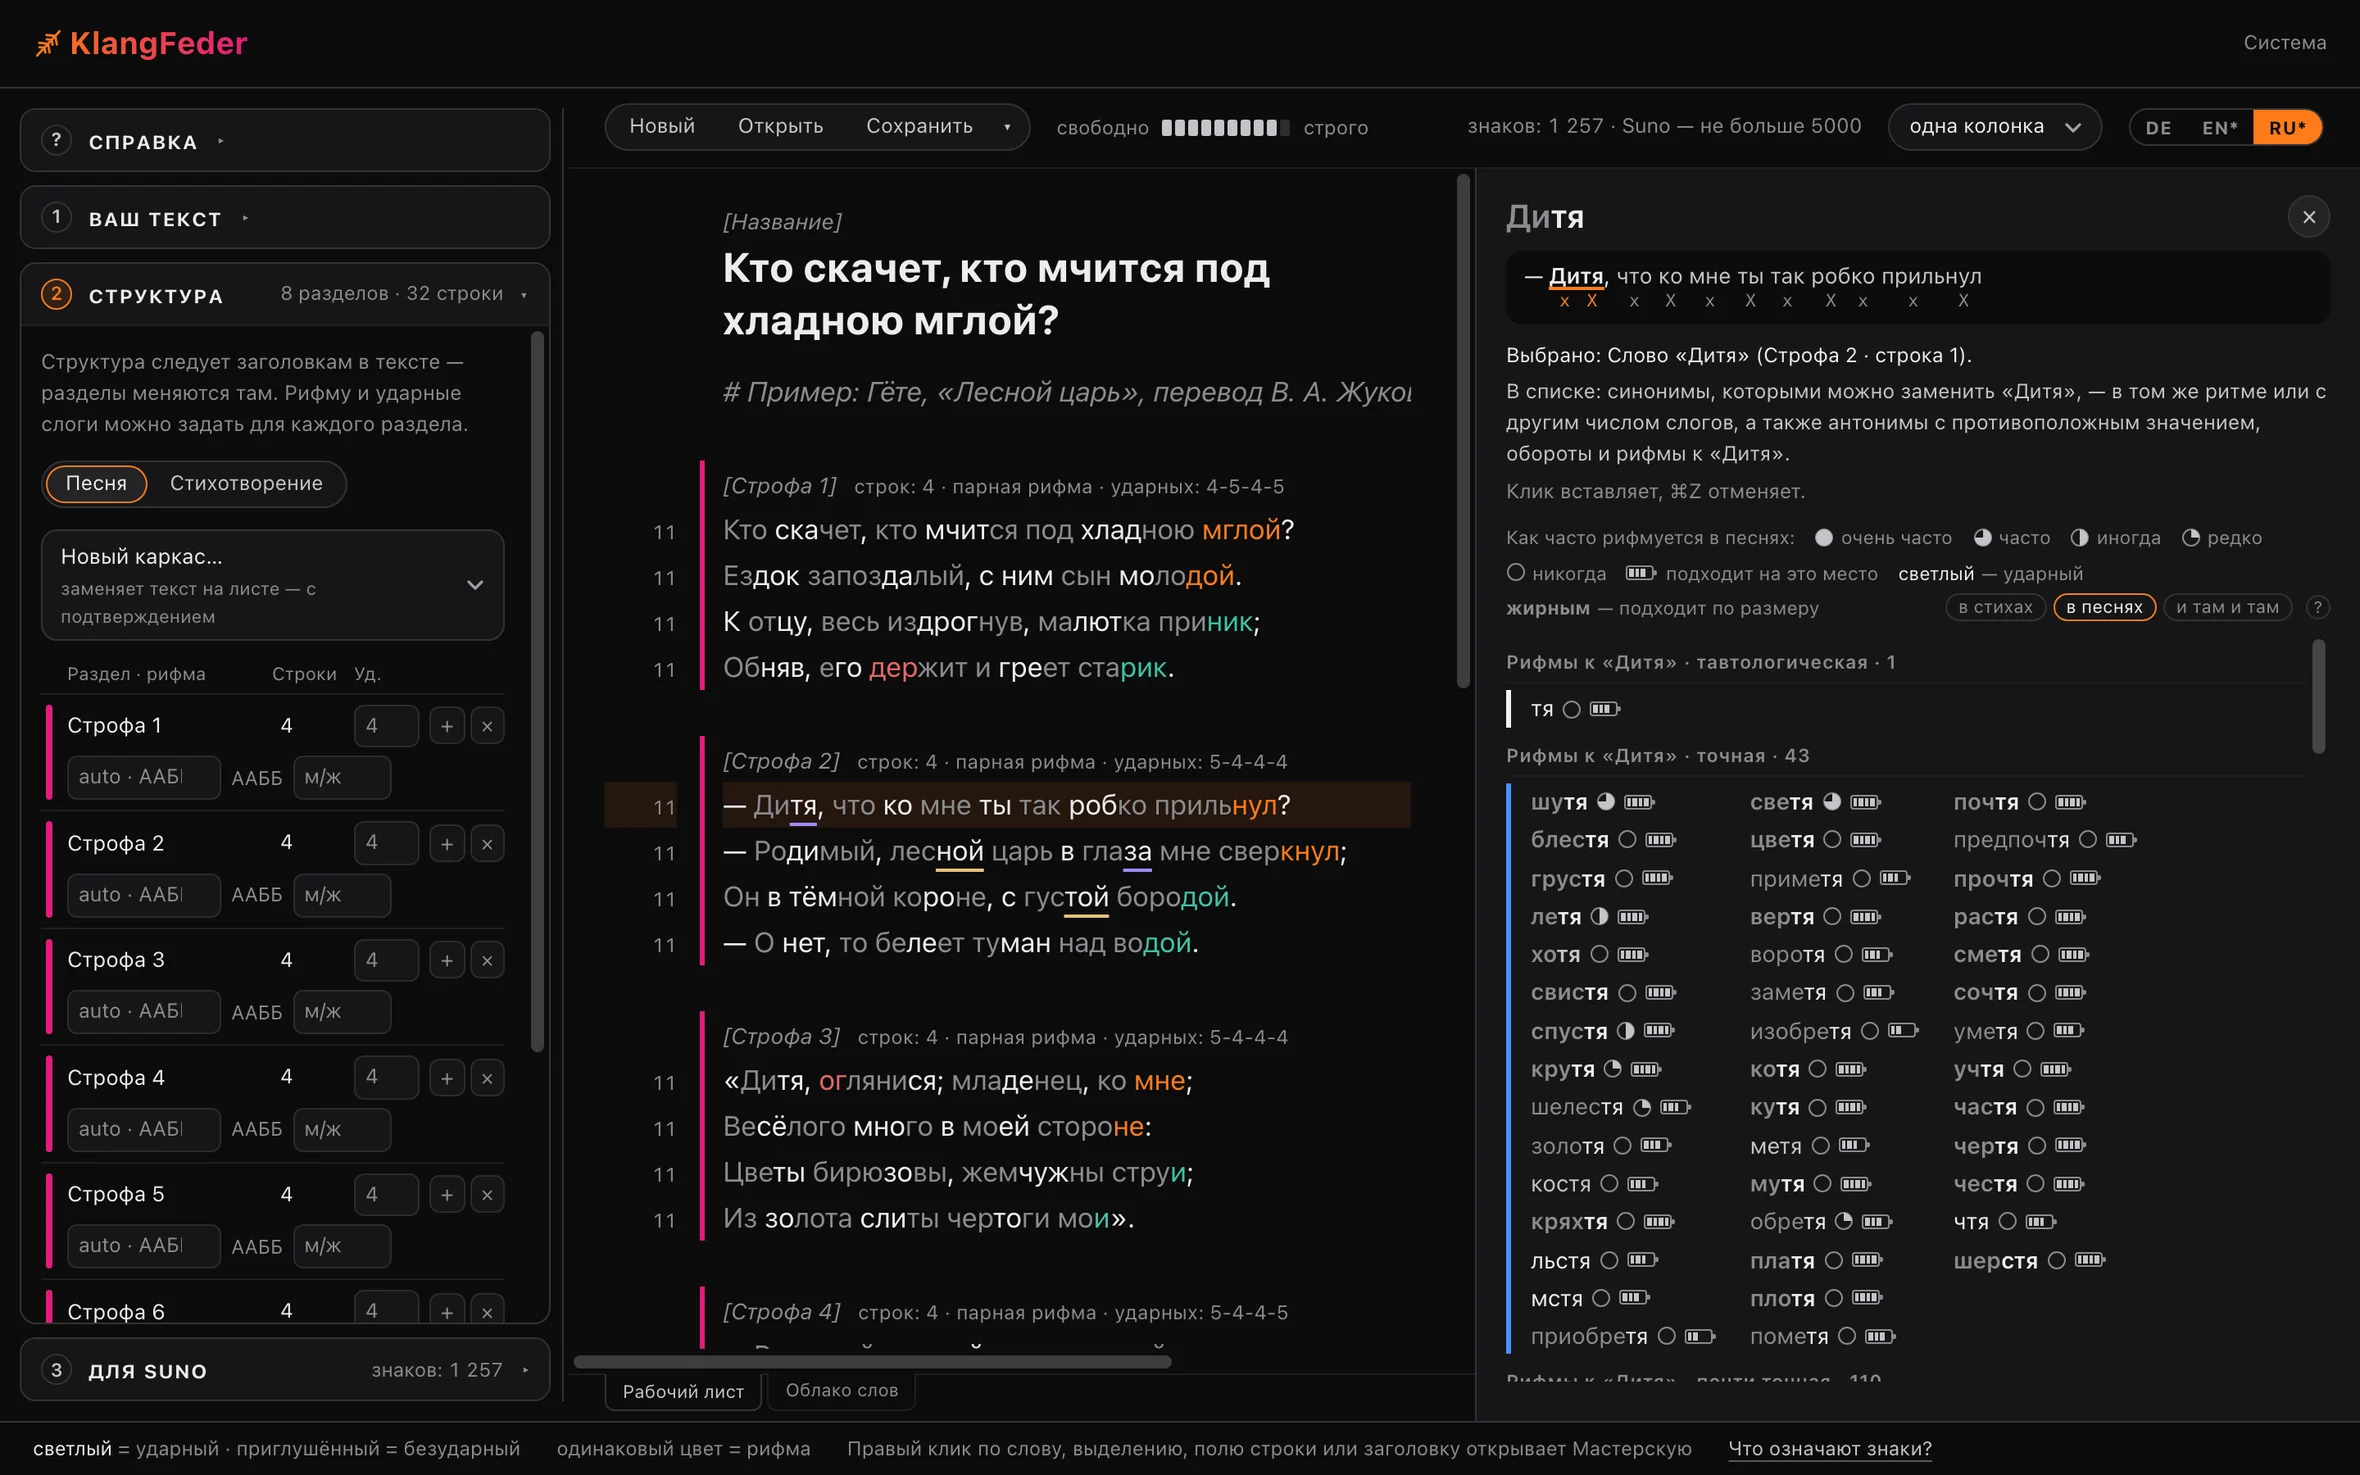 KlangFeder
Система
? СПРАВКА
1 ВАШ ТЕКСТ
2 СТРУКТУРА 8 разделов · 32 строки
Структура следует заголовкам в тексте —
разделы меняются там. Рифму и ударные
слоги можно задать для каждого раздела.
Песня Стихотворение
Новый каркас...
заменяет текст на листе — с
подтверждением
Раздел · рифма Строки Уд.
Строфа 1 4 4 + ×
auto · ААБ ААББ м/ж
Строфа 2 4 4 + ×
auto · ААБ ААББ м/ж
Строфа 3 4 4 + ×
auto · ААБ ААББ м/ж
Строфа 4 4 4 + ×
auto · ААБ ААББ м/ж
Строфа 5 4 4 + ×
auto · ААБ ААББ м/ж
Строфа 6 4 4 + ×
3 ДЛЯ SUNO знаков: 1 257
Новый Открыть Сохранить
свободно строго
знаков: 1 257 · Suno — не больше 5000
одна колонка
DE EN* RU*
[Название]
Кто скачет, кто мчится под
хладною мглой?
# Пример: Гёте, «Лесной царь», перевод В. А. Жуков
[Строфа 1] строк: 4 · парная рифма · ударных: 4-5-4-5
11 Кто скачет, кто мчится под хладною мглой?
11 Ездок запоздалый, с ним сын молодой.
11 К отцу, весь издрогнув, малютка приник;
11 Обняв, его держит и греет старик.
[Строфа 2] строк: 4 · парная рифма · ударных: 5-4-4-4
11 — Дитя, что ко мне ты так робко прильнул?
11 — Родимый, лесной царь в глаза мне сверкнул;
11 Он в тёмной короне, с густой бородой.
11 — О нет, то белеет туман над водой.
[Строфа 3] строк: 4 · парная рифма · ударных: 5-4-4-4
11 «Дитя, оглянися; младенец, ко мне;
11 Весёлого много в моей стороне:
11 Цветы бирюзовы, жемчужны струи;
11 Из золота слиты чертоги мои».
[Строфа 4] строк: 4 · парная рифма · ударных: 5-4-4-5
Рабочий лист Облако слов
Дитя ×
— Дитя, что ко мне ты так робко прильнул
x X x X x X x X x x X
Выбрано: Слово «Дитя» (Строфа 2 · строка 1).
В списке: синонимы, которыми можно заменить «Дитя», — в том же ритме или с
другим числом слогов, а также антонимы с противоположным значением,
обороты и рифмы к «Дитя».
Клик вставляет, ⌘Z отменяет.
Как часто рифмуется в песнях: очень часто часто иногда редко
никогда подходит на это место светлый — ударный
жирным — подходит по размеру в стихах в песнях и там и там ?
Рифмы к «Дитя» · тавтологическая · 1
тя
Рифмы к «Дитя» · точная · 43
шутя светя почтя
блестя цветя предпочтя
грустя приметя прочтя
летя вертя растя
хотя воротя сметя
свистя заметя сочтя
спустя изобретя уметя
крутя котя учтя
шелестя кутя частя
золотя метя чертя
костя мутя честя
кряхтя обретя чтя
льстя платя шерстя
мстя плотя
приобретя пометя
Рифмы к «Дитя» · почти точная · 110
светлый = ударный · приглушённый = безударный одинаковый цвет = рифма Правый клик по слову, выделению, полю строки или заголовку открывает Мастерскую Что означают знаки?